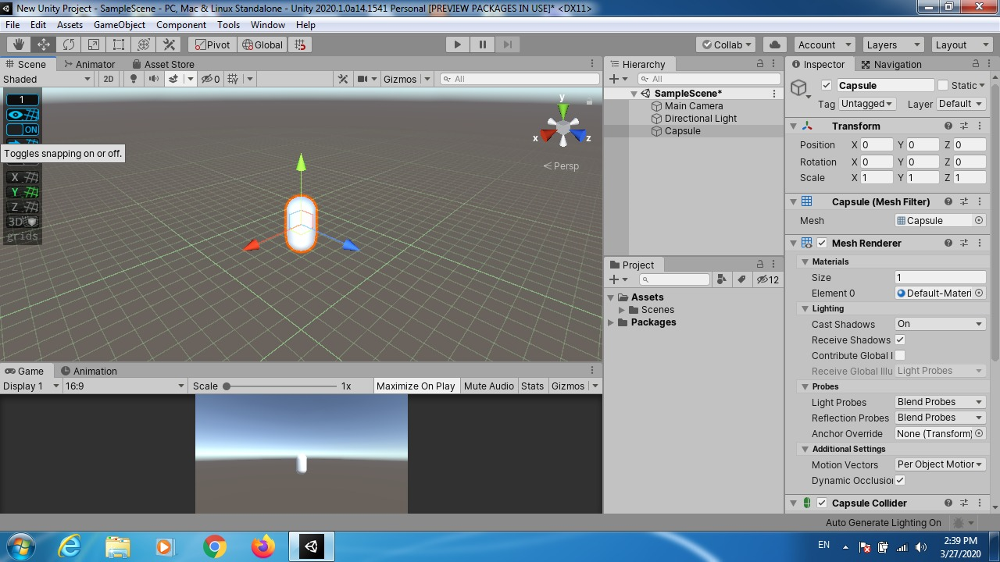 New Unity Project - SampleScene - PC, Mac & Linux Standalone - Unity 2020.1.0a14.1541 Personal [PREVIEW PACKAGES IN USE]* <DX11>
File Edit Assets GameObject Component Tools Window Help
Pivot Global Collab Account Layers Layout
Scene Animator Asset Store
Shaded 2D 0 Gizmos All
1
ON
Toggles snapping on or off.
X
Y
Z
3D
grids
y
x z
Persp
Game Animation
Display 1 16:9 Scale 1x Maximize On Play Mute Audio Stats Gizmos
Hierarchy
All
SampleScene*
Main Camera
Directional Light
Capsule
Project
12
Assets
Scenes
Packages
Inspector Navigation
Capsule Static
Tag Untagged Layer Default
Transform
Position X 0 Y 0 Z 0
Rotation X 0 Y 0 Z 0
Scale X 1 Y 1 Z 1
Capsule (Mesh Filter)
Mesh Capsule
Mesh Renderer
Materials
Size 1
Element 0 Default-Materi
Lighting
Cast Shadows On
Receive Shadows
Contribute Global I
Receive Global Illu Light Probes
Probes
Light Probes Blend Probes
Reflection Probes Blend Probes
Anchor Override None (Transform)
Additional Settings
Motion Vectors Per Object Motior
Dynamic Occlusion
Capsule Collider
Auto Generate Lighting On
EN 2:39 PM
3/27/2020